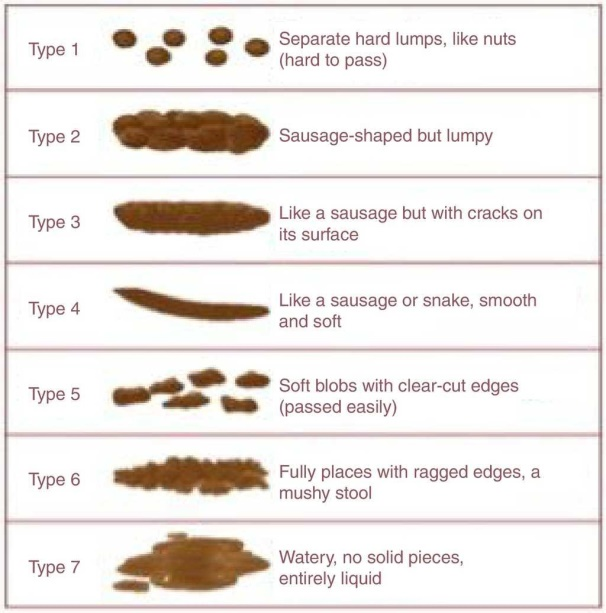 Type 1
Separate hard lumps, like nuts
(hard to pass)
Type 2
Sausage-shaped but lumpy
Type 3
Like a sausage but with cracks on
its surface
Type 4
Like a sausage or snake, smooth
and soft
Type 5
Soft blobs with clear-cut edges
(passed easily)
Type 6
Fully places with ragged edges, a
mushy stool
Type 7
Watery, no solid pieces,
entirely liquid